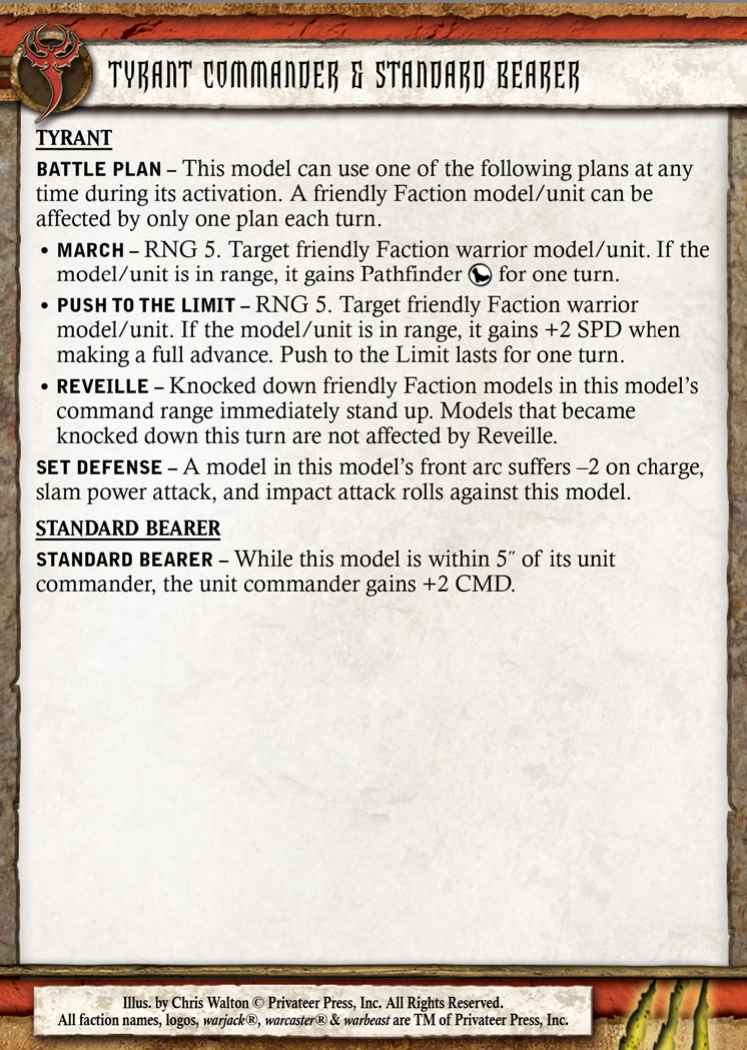 TYRANT COMMANDER & STANDARD BEARER
TYRANT
BATTLE PLAN – This model can use one of the following plans at any
time during its activation. A friendly Faction model/unit can be
affected by only one plan each turn.
• MARCH – RNG 5. Target friendly Faction warrior model/unit. If the
model/unit is in range, it gains Pathfinder for one turn.
• PUSH TO THE LIMIT – RNG 5. Target friendly Faction warrior
model/unit. If the model/unit is in range, it gains +2 SPD when
making a full advance. Push to the Limit lasts for one turn.
• REVEILLE – Knocked down friendly Faction models in this model's
command range immediately stand up. Models that became
knocked down this turn are not affected by Reveille.
SET DEFENSE – A model in this model's front arc suffers –2 on charge,
slam power attack, and impact attack rolls against this model.
STANDARD BEARER
STANDARD BEARER – While this model is within 5˝ of its unit
commander, the unit commander gains +2 CMD.
Illus. by Chris Walton © Privateer Press, Inc. All Rights Reserved.
All faction names, logos, warjack®, warcaster® & warbeast are TM of Privateer Press, Inc.